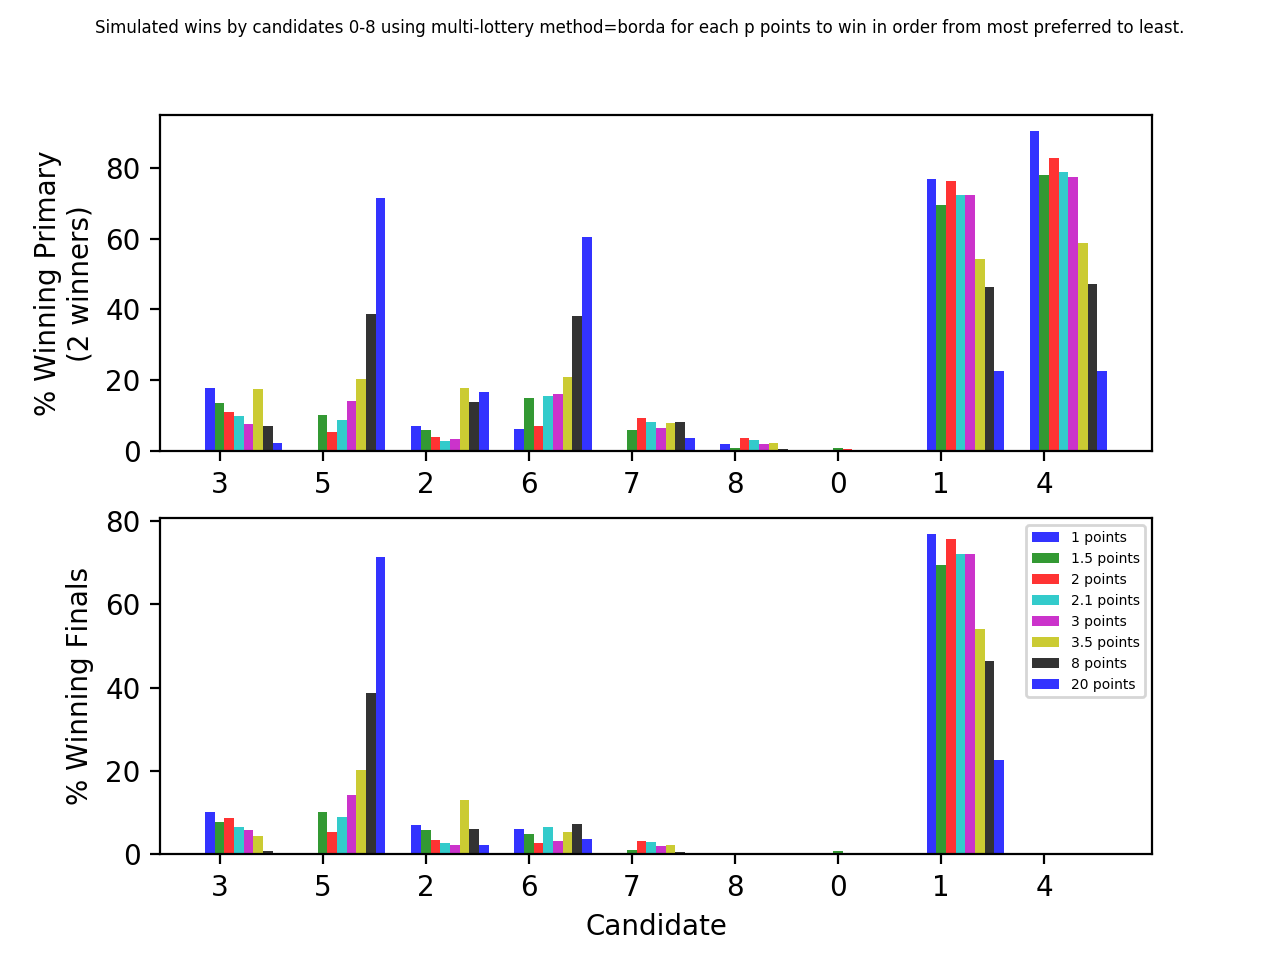 Simulated wins by candidates 0-8 using multi-lottery method=borda for each p points to win in order from most preferred to least.
% Winning Primary
(2 winners)
80
60
40
20
0
3 5 2 6 7 8 0 1 4
% Winning Finals
80
60
40
20
0
1 points
1.5 points
2 points
2.1 points
3 points
3.5 points
8 points
20 points
3 5 2 6 7 8 0 1 4
Candidate